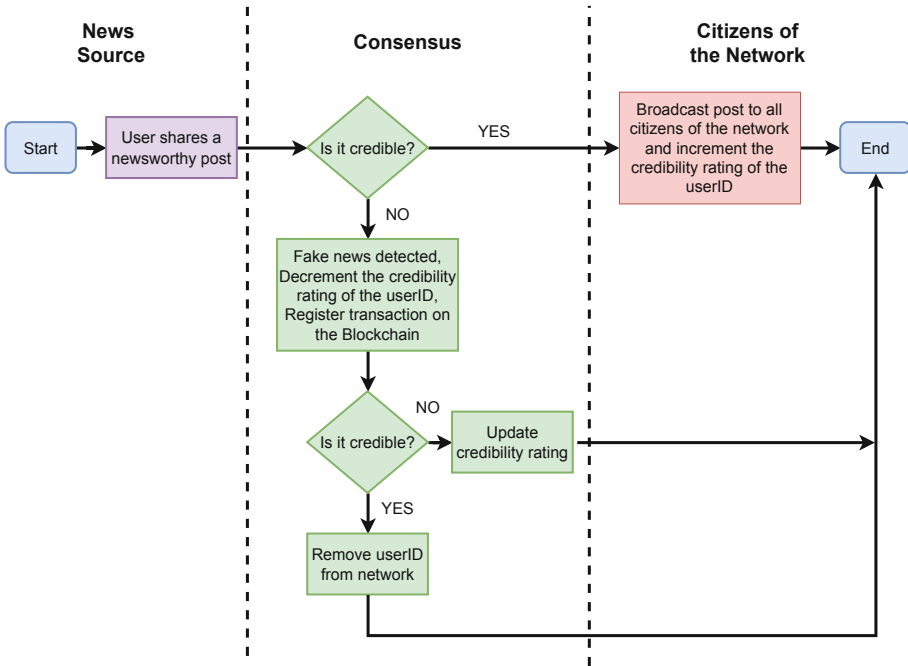 News
Source
Consensus
Citizens of
the Network
Start
User shares a
newsworthy post
Is it credible?
YES
Broadcast post to all
citizens of the network
and increment the
credibility rating of the
userID
End
NO
Fake news detected,
Decrement the credibility
rating of the userID,
Register transaction on
the Blockchain
Is it credible?
NO
Update
credibility rating
YES
Remove userID
from network